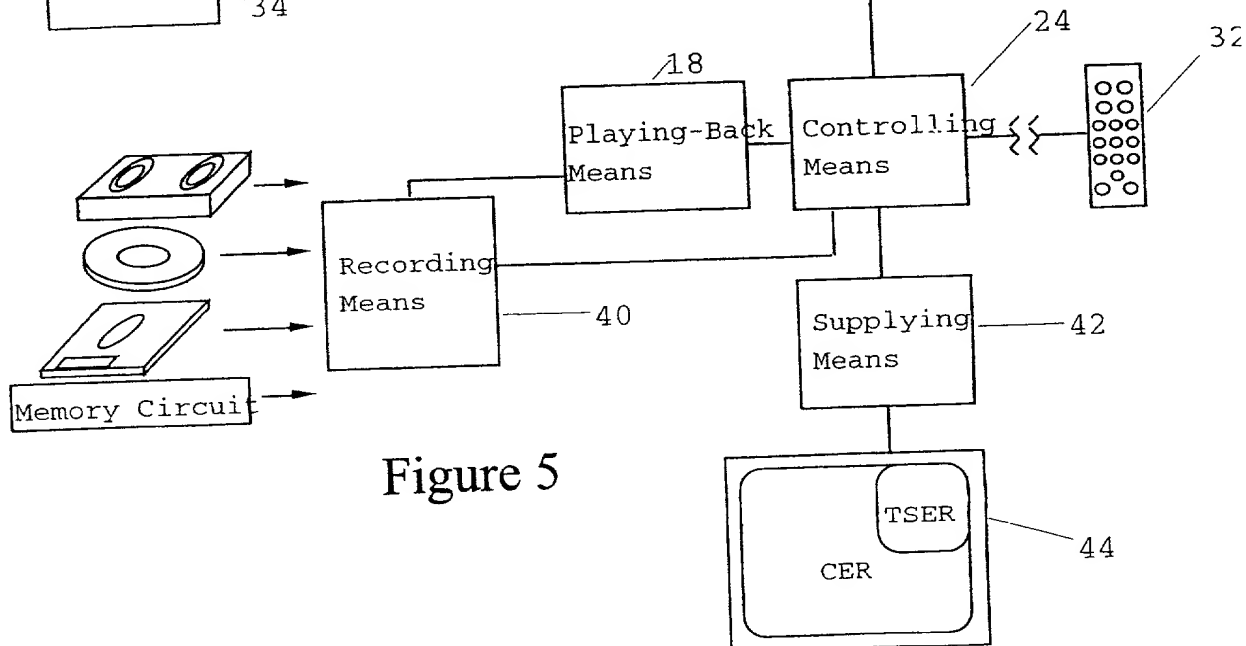 34
24
32
18
Playing-Back
Means
Controlling
Means
Recording
Means
40
Supplying
Means
42
Memory Circuit
Figure 5
TSER
CER
44